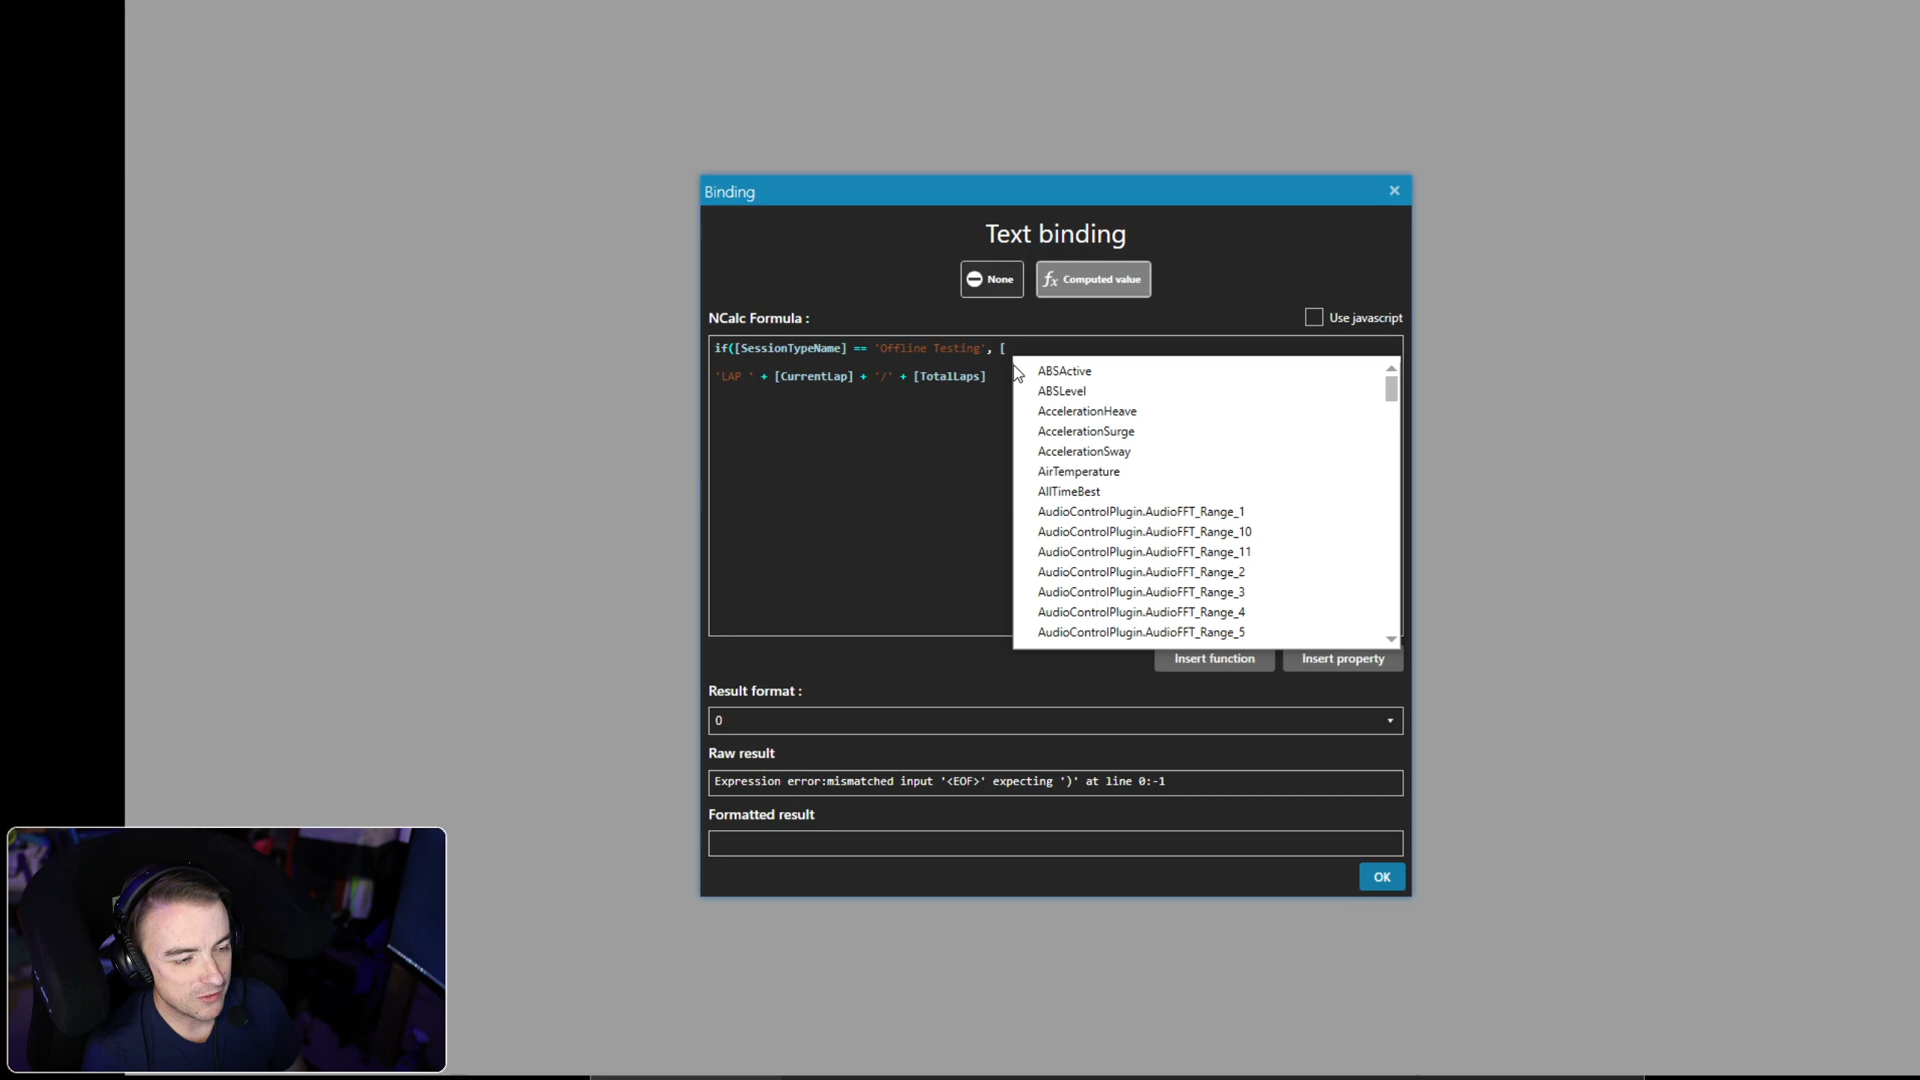 Binding
Text binding
None
fx Computed value
NCalc Formula :
Use javascript
if([SessionTypeName] == 'Offline Testing', [
'LAP ' + [CurrentLap] + '/' + [TotalLaps]
ABSActive
ABSLevel
AccelerationHeave
AccelerationSurge
AccelerationSway
AirTemperature
AllTimeBest
AudioControlPlugin.AudioFFT_Range_1
AudioControlPlugin.AudioFFT_Range_10
AudioControlPlugin.AudioFFT_Range_11
AudioControlPlugin.AudioFFT_Range_2
AudioControlPlugin.AudioFFT_Range_3
AudioControlPlugin.AudioFFT_Range_4
AudioControlPlugin.AudioFFT_Range_5
Insert function
Insert property
Result format :
0
Raw result
Expression error:mismatched input '<EOF>' expecting ')' at line 0:-1
Formatted result
OK